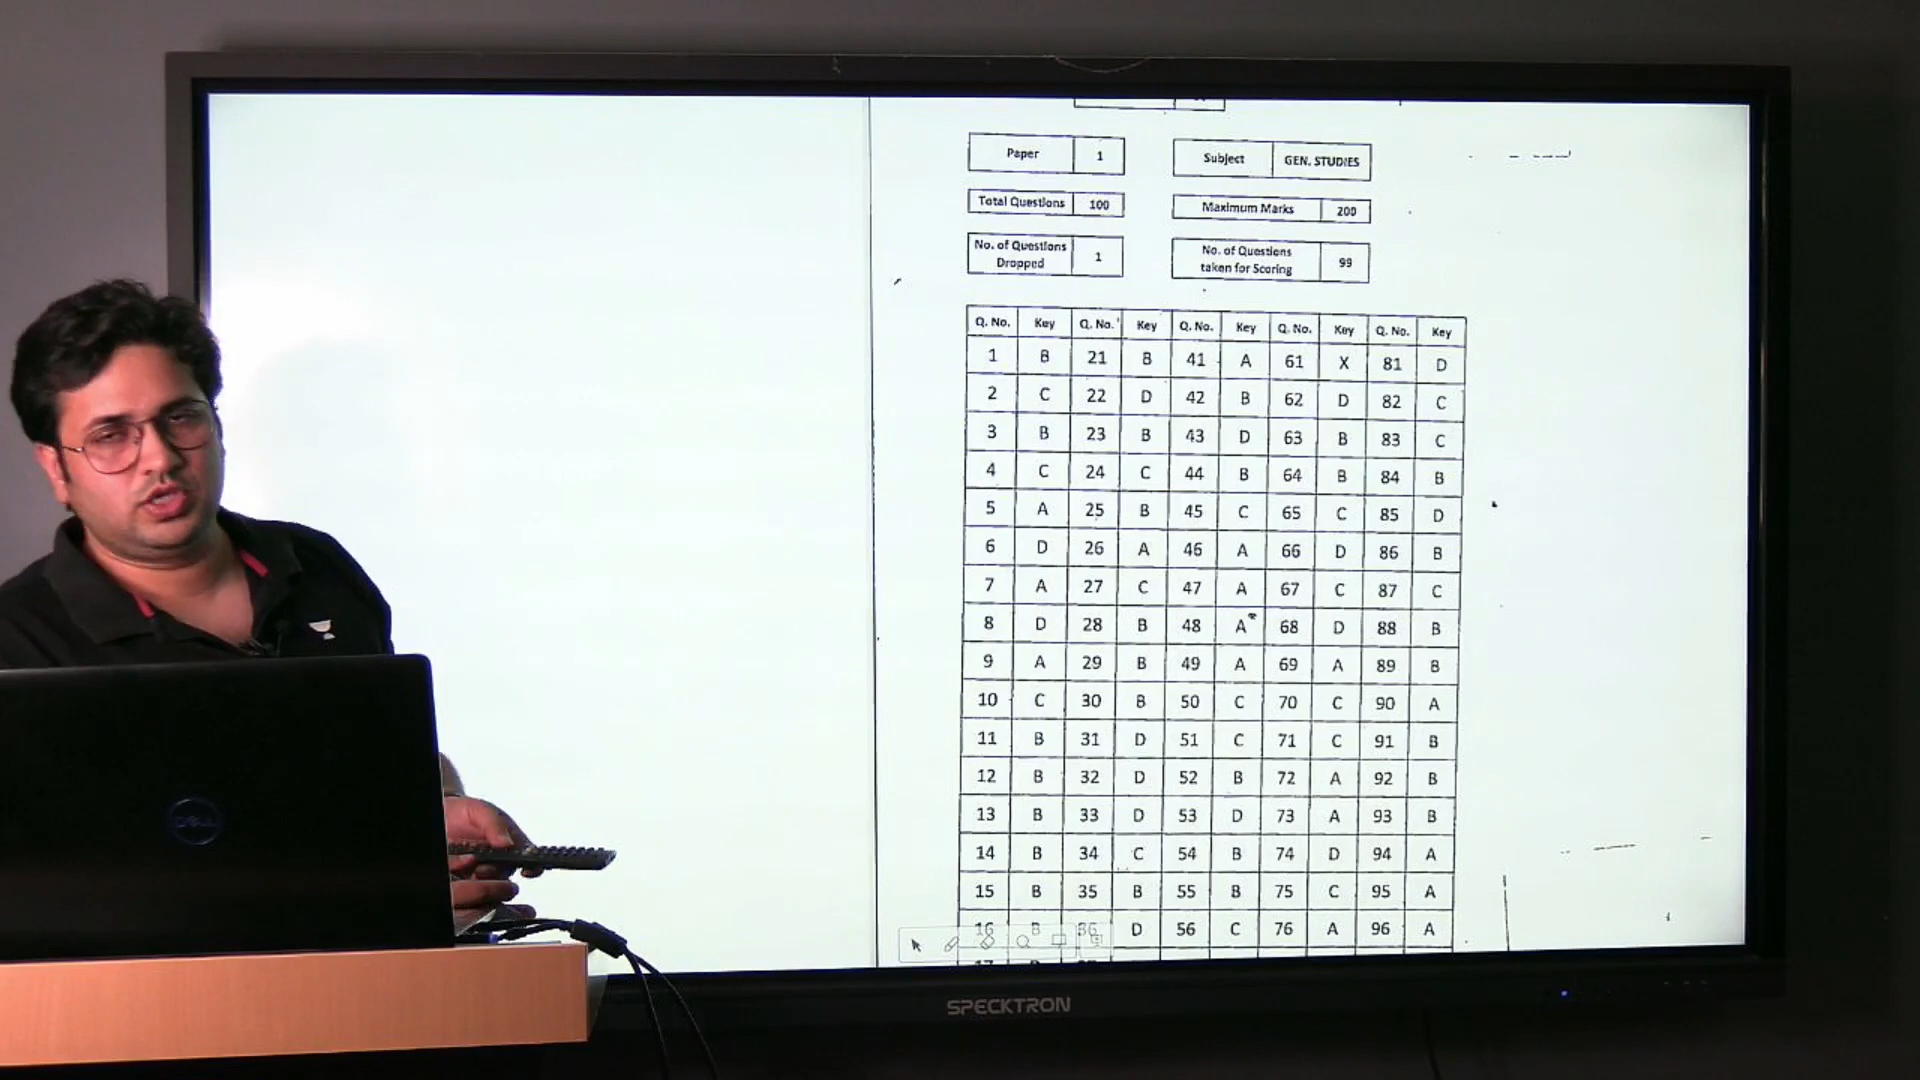 Paper 1 Subject GEN. STUDIES
Total Questions 100 Maximum Marks 200
No. of Questions Dropped 1 No. of Questions taken for Scoring 99
Q. No. Key Q. No. Key Q. No. Key Q. No. Key Q. No. Key
1 B 21 B 41 A 61 X 81 D
2 C 22 D 42 B 62 D 82 C
3 B 23 B 43 D 63 B 83 C
4 C 24 C 44 B 64 B 84 B
5 A 25 B 45 C 65 C 85 D
6 D 26 A 46 A 66 D 86 B
7 A 27 C 47 A 67 C 87 C
8 D 28 B 48 A 68 D 88 B
9 A 29 B 49 A 69 A 89 B
10 C 30 B 50 C 70 C 90 A
11 B 31 D 51 C 71 C 91 B
12 B 32 D 52 B 72 A 92 B
13 B 33 D 53 D 73 A 93 B
14 B 34 C 54 B 74 D 94 A
15 B 35 B 55 B 75 C 95 A
16 B 36 D 56 C 76 A 96 A
SPECKTRON
DELL